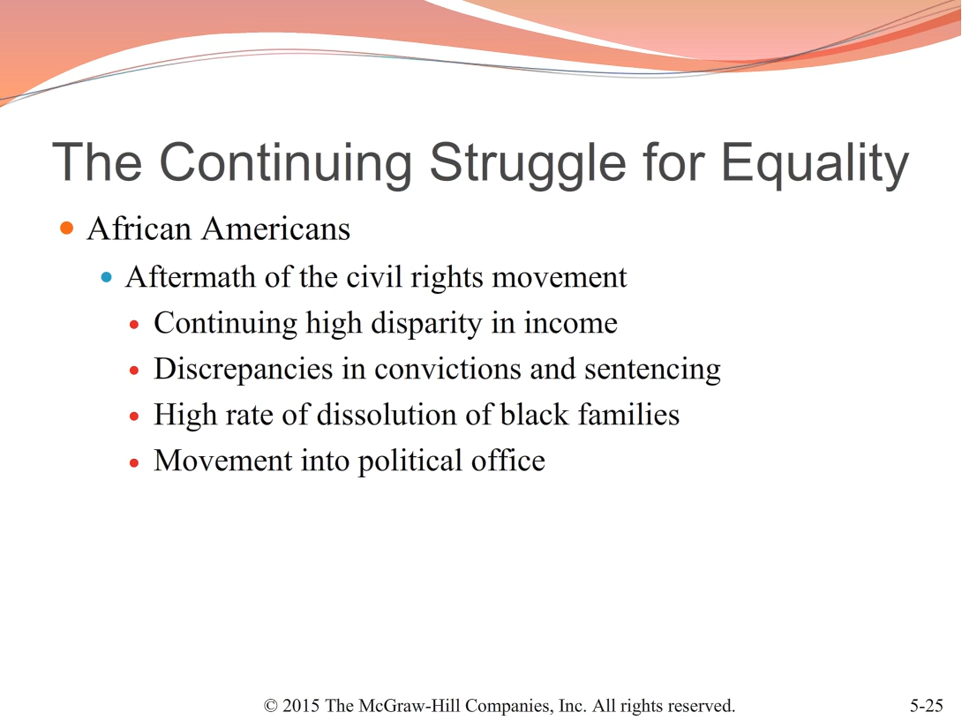 The Continuing Struggle for Equality
• African Americans
• Aftermath of the civil rights movement
• Continuing high disparity in income
• Discrepancies in convictions and sentencing
• High rate of dissolution of black families
• Movement into political office
© 2015 The McGraw-Hill Companies, Inc. All rights reserved. 5-25